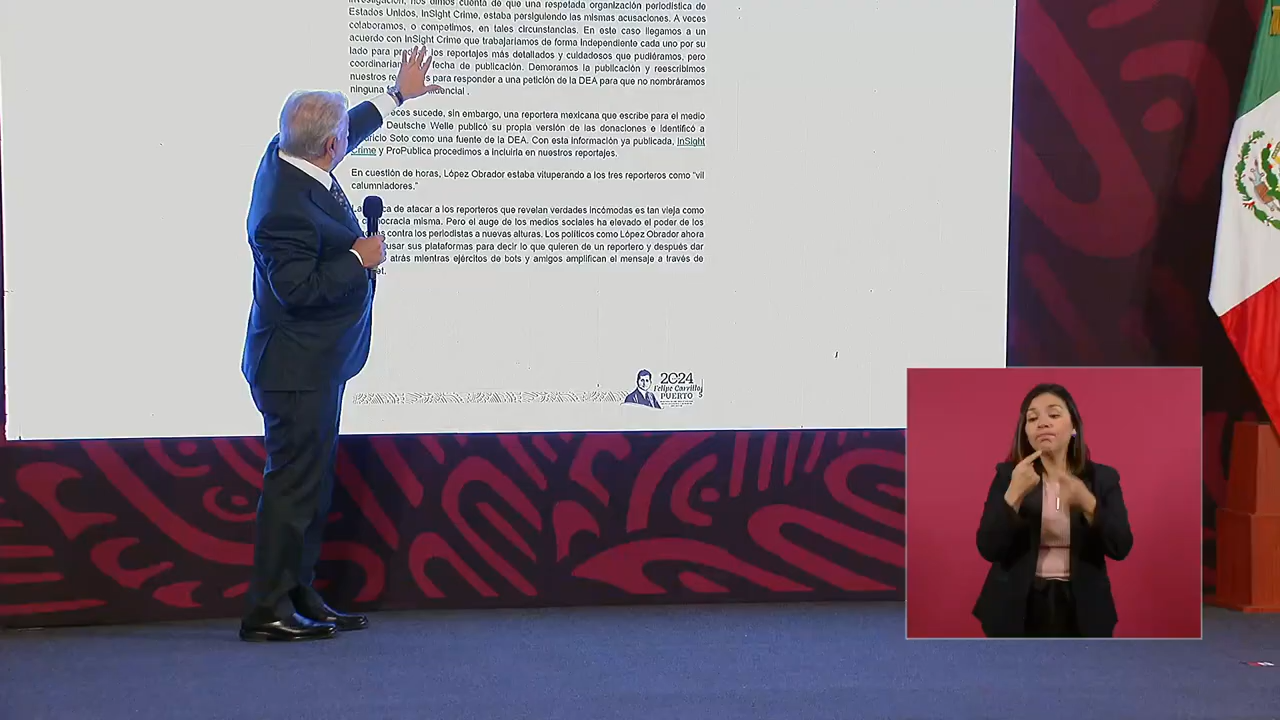 investigación, nos dimos cuenta de que una respetada organización periodística de
Estados Unidos, InSight Crime, estaba persiguiendo las mismas acusaciones. A veces
colaboramos, o competimos, en tales circunstancias. En este caso llegamos a un
acuerdo con InSight Crime que trabajaríamos de forma independiente cada uno por su
lado para los reportajes más detallados y cuidadosos que pudiéramos, pero
fecha de publicación. Demoramos la publicación y reescribimos
nuestros para responder a una petición de la DEA para que no nombráramos
ninguna
sucede, sin embargo, una reportera mexicana que escribe para el medio
Deutsche Welle publicó su propia versión de las donaciones e identificó a
Soto como una fuente de la DEA. Con esta información ya publicada, InSight
Crime y ProPublica procedimos a incluirla en nuestros reportajes.
En cuestión de horas, López Obrador estaba vituperando a los tres reporteros como "vil
calumniadores."
de atacar a los reporteros que revelan verdades incómodas es tan vieja como
misma. Pero el auge de los medios sociales ha elevado el poder de los
contra los periodistas a nuevas alturas. Los políticos como López Obrador ahora
usar sus plataformas para decir lo que quieren de un reportero y después dar
atrás mientras ejércitos de bots y amigos amplifican el mensaje a través de
2024
Felipe Carrillo
PUERTO